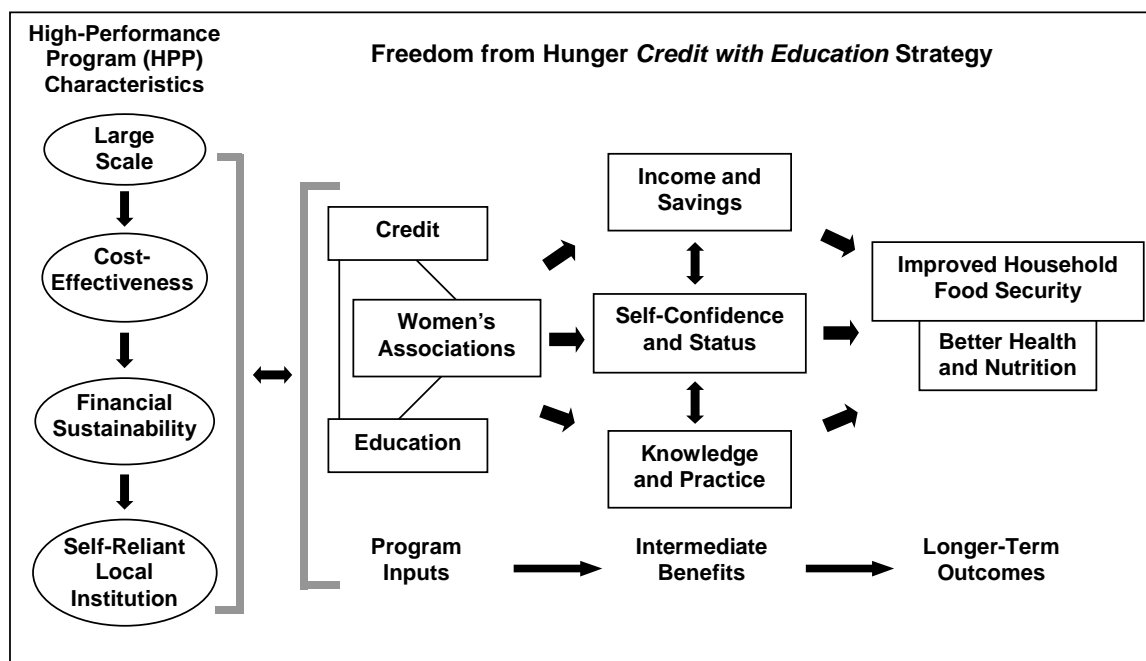 High-Performance
Program (HPP)
Characteristics
Freedom from Hunger Credit with Education Strategy
Large
Scale
Cost-
Effectiveness
Financial
Sustainability
Self-Reliant
Local
Institution
Credit
Women’s
Associations
Education
Income and
Savings
Self-Confidence
and Status
Knowledge
and Practice
Improved Household
Food Security
Better Health
and Nutrition
Program
Inputs
Intermediate
Benefits
Longer-Term
Outcomes